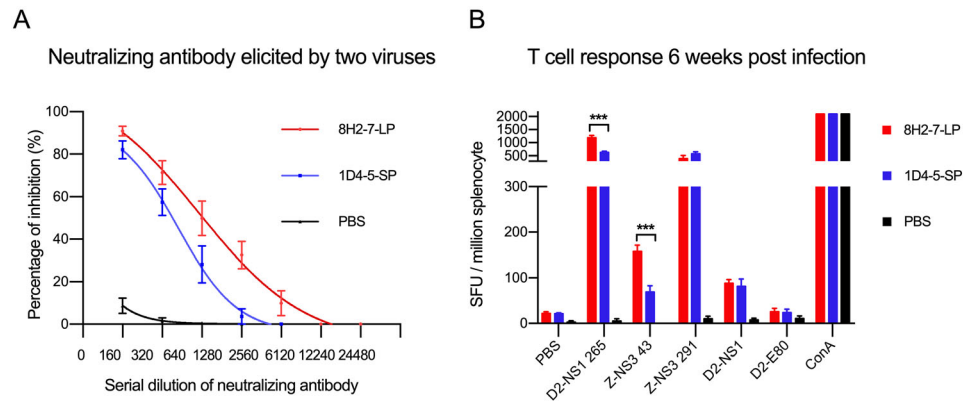 A
Neutralizing antibody elicited by two viruses
Percentage of inhibition (%)
100
80
60
40
20
0
0 160 320 640 1280 2560 6120 12240 24480
Serial dilution of neutralizing antibody
8H2-7-LP
1D4-5-SP
PBS
B
T cell response 6 weeks post infection
SFU / million splenocyte
2000
1500
1000
500
300
200
100
0
***
***
PBS
D2-NS1 265
Z-NS3 43
Z-NS3 291
D2-NS1
D2-E80
ConA
8H2-7-LP
1D4-5-SP
PBS